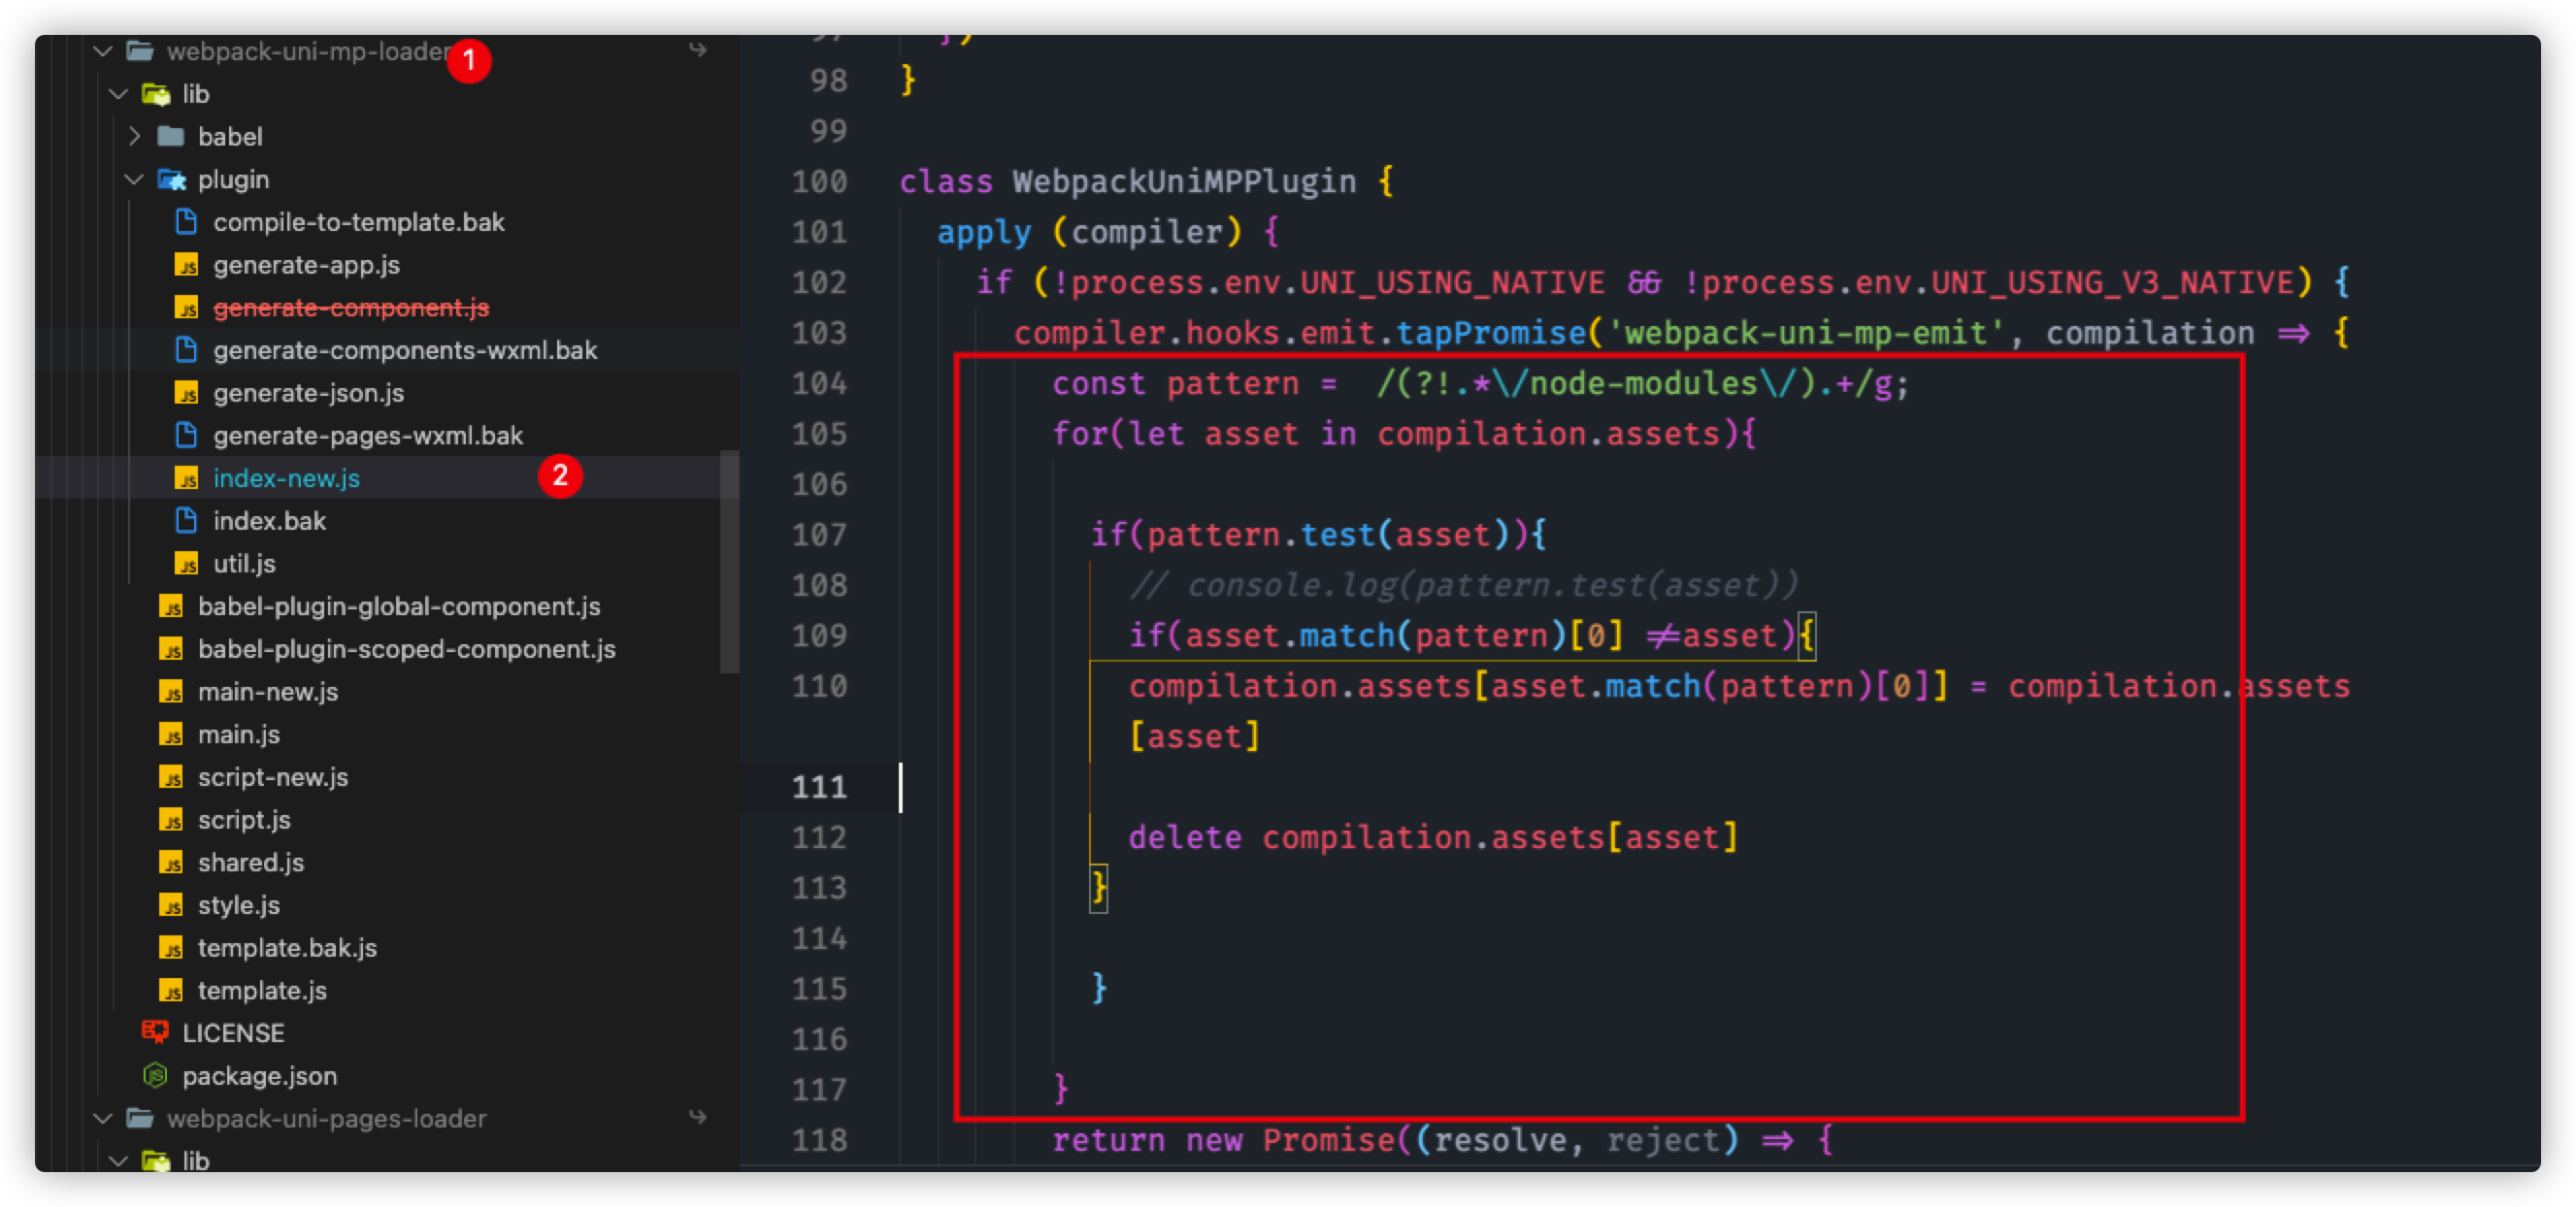 webpack-uni-mp-loader
1
lib
babel
plugin
compile-to-template.bak
generate-app.js
generate-component.js
generate-components-wxml.bak
generate-json.js
generate-pages-wxml.bak
index-new.js
2
index.bak
util.js
babel-plugin-global-component.js
babel-plugin-scoped-component.js
main-new.js
main.js
script-new.js
script.js
shared.js
style.js
template.bak.js
template.js
LICENSE
package.json
webpack-uni-pages-loader
lib
97 })
98 }
99
100 class WebpackUniMPPlugin {
101 apply (compiler) {
102 if (!process.env.UNI_USING_NATIVE && !process.env.UNI_USING_V3_NATIVE) {
103 compiler.hooks.emit.tapPromise('webpack-uni-mp-emit', compilation => {
104 const pattern = /(?!.*\/node-modules\/).+/g;
105 for(let asset in compilation.assets){
106
107 if(pattern.test(asset)){
108 // console.log(pattern.test(asset))
109 if(asset.match(pattern)[0] !=asset){
110 compilation.assets[asset.match(pattern)[0]] = compilation.assets
[asset]
111
112 delete compilation.assets[asset]
113 }
114
115 }
116
117 }
118 return new Promise((resolve, reject) => {